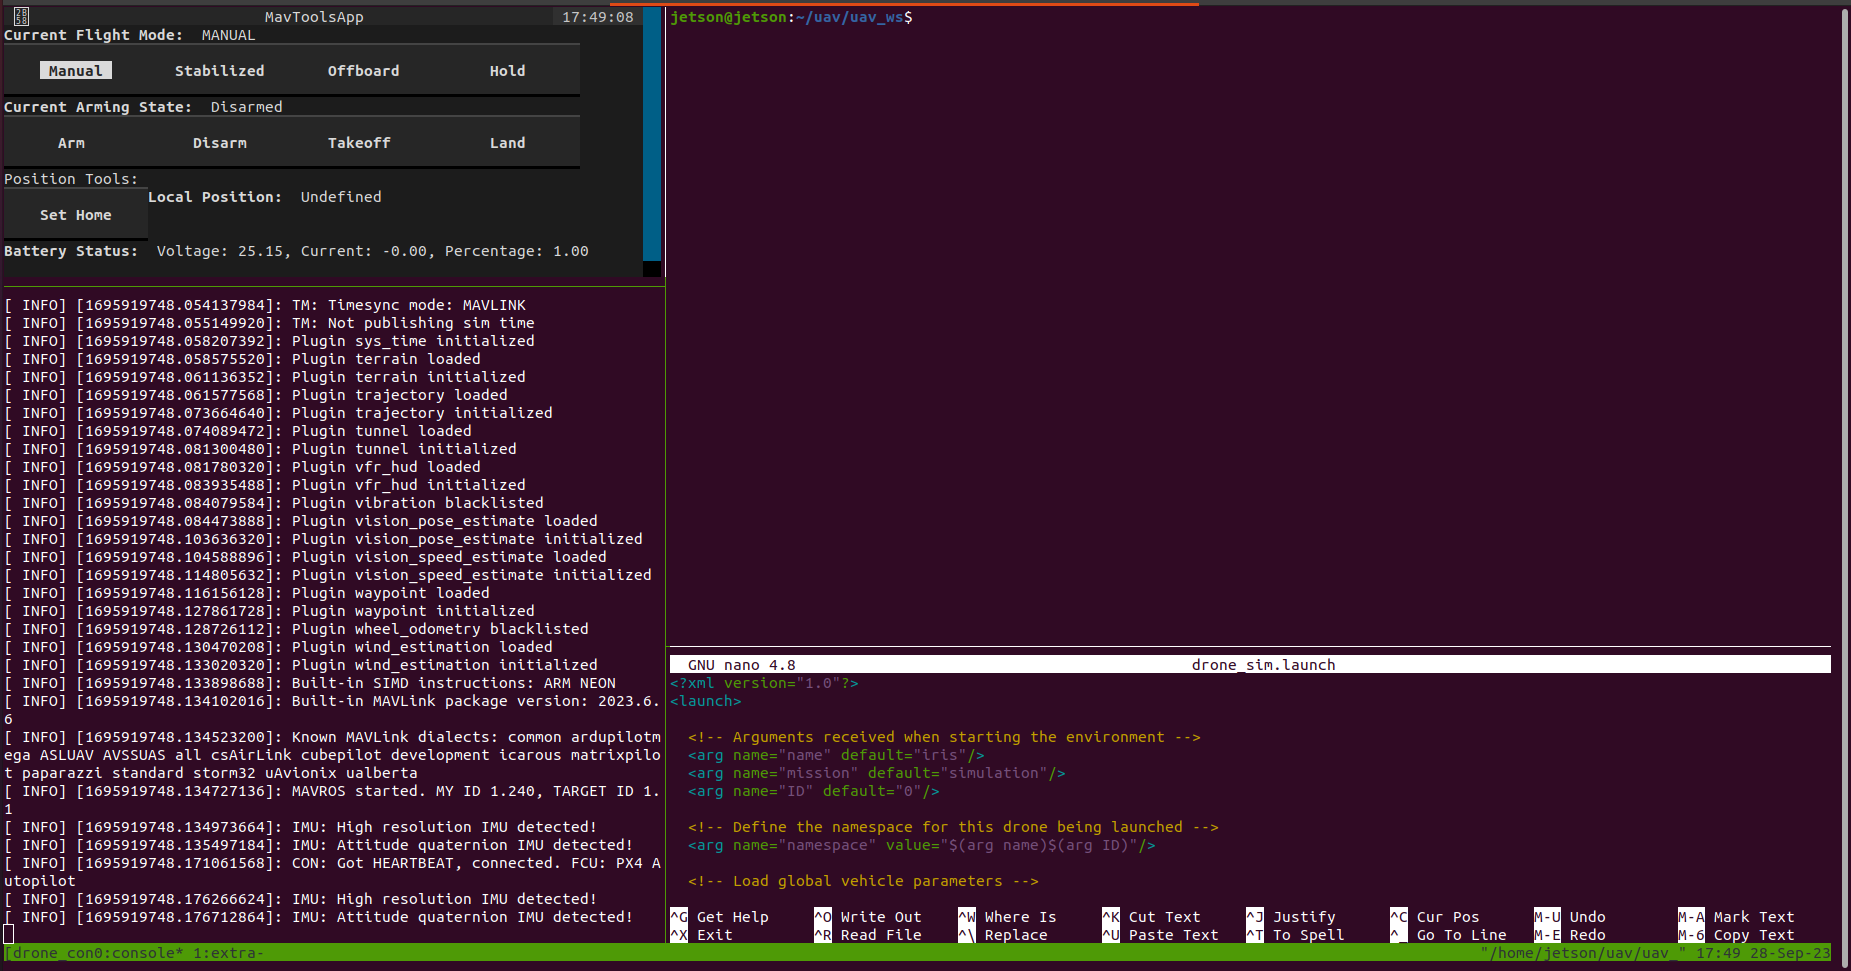 MavToolsApp 17:49:08
Current Flight Mode: MANUAL
Manual Stabilized Offboard Hold
Current Arming State: Disarmed
Arm Disarm Takeoff Land
Position Tools:
Local Position: Undefined
Set Home
Battery Status: Voltage: 25.15, Current: -0.00, Percentage: 1.00
[ INFO] [1695919748.054137984]: TM: Timesync mode: MAVLINK
[ INFO] [1695919748.055149920]: TM: Not publishing sim time
[ INFO] [1695919748.058207392]: Plugin sys_time initialized
[ INFO] [1695919748.058575520]: Plugin terrain loaded
[ INFO] [1695919748.061136352]: Plugin terrain initialized
[ INFO] [1695919748.061577568]: Plugin trajectory loaded
[ INFO] [1695919748.073664640]: Plugin trajectory initialized
[ INFO] [1695919748.074089472]: Plugin tunnel loaded
[ INFO] [1695919748.081300480]: Plugin tunnel initialized
[ INFO] [1695919748.081780320]: Plugin vfr_hud loaded
[ INFO] [1695919748.083935488]: Plugin vfr_hud initialized
[ INFO] [1695919748.084079584]: Plugin vibration blacklisted
[ INFO] [1695919748.084473888]: Plugin vision_pose_estimate loaded
[ INFO] [1695919748.103636320]: Plugin vision_pose_estimate initialized
[ INFO] [1695919748.104588896]: Plugin vision_speed_estimate loaded
[ INFO] [1695919748.114805632]: Plugin vision_speed_estimate initialized
[ INFO] [1695919748.116156128]: Plugin waypoint loaded
[ INFO] [1695919748.127861728]: Plugin waypoint initialized
[ INFO] [1695919748.128726112]: Plugin wheel_odometry blacklisted
[ INFO] [1695919748.130470208]: Plugin wind_estimation loaded
[ INFO] [1695919748.133020320]: Plugin wind_estimation initialized
[ INFO] [1695919748.133898688]: Built-in SIMD instructions: ARM NEON
[ INFO] [1695919748.134102016]: Built-in MAVLink package version: 2023.6.
6
[ INFO] [1695919748.134523200]: Known MAVLink dialects: common ardupilotm
ega ASLUAV AVSSUAS all csAirLink cubepilot development icarous matrixpilo
t paparazzi standard storm32 uAvionix ualberta
[ INFO] [1695919748.134727136]: MAVROS started. MY ID 1.240, TARGET ID 1.
1
[ INFO] [1695919748.134973664]: IMU: High resolution IMU detected!
[ INFO] [1695919748.135497184]: IMU: Attitude quaternion IMU detected!
[ INFO] [1695919748.171061568]: CON: Got HEARTBEAT, connected. FCU: PX4 A
utopilot
[ INFO] [1695919748.176266624]: IMU: High resolution IMU detected!
[ INFO] [1695919748.176712864]: IMU: Attitude quaternion IMU detected!
jetson@jetson:~/uav/uav_ws$
GNU nano 4.8 drone_sim.launch
<?xml version="1.0"?>
<launch>
<!-- Arguments received when starting the environment -->
<arg name="name" default="iris"/>
<arg name="mission" default="simulation"/>
<arg name="ID" default="0"/>
<!-- Define the namespace for this drone being launched -->
<arg name="namespace" value="$(arg name)$(arg ID)"/>
<!-- Load global vehicle parameters -->
^G Get Help ^O Write Out ^W Where Is ^K Cut Text ^J Justify ^C Cur Pos M-U Undo M-A Mark Text
^X Exit ^R Read File ^\ Replace ^U Paste Text ^T To Spell ^_ Go To Line M-E Redo M-6 Copy Text
[drone_con0:console* 1:extra- "/home/jetson/uav/uav_" 17:49 28-Sep-23